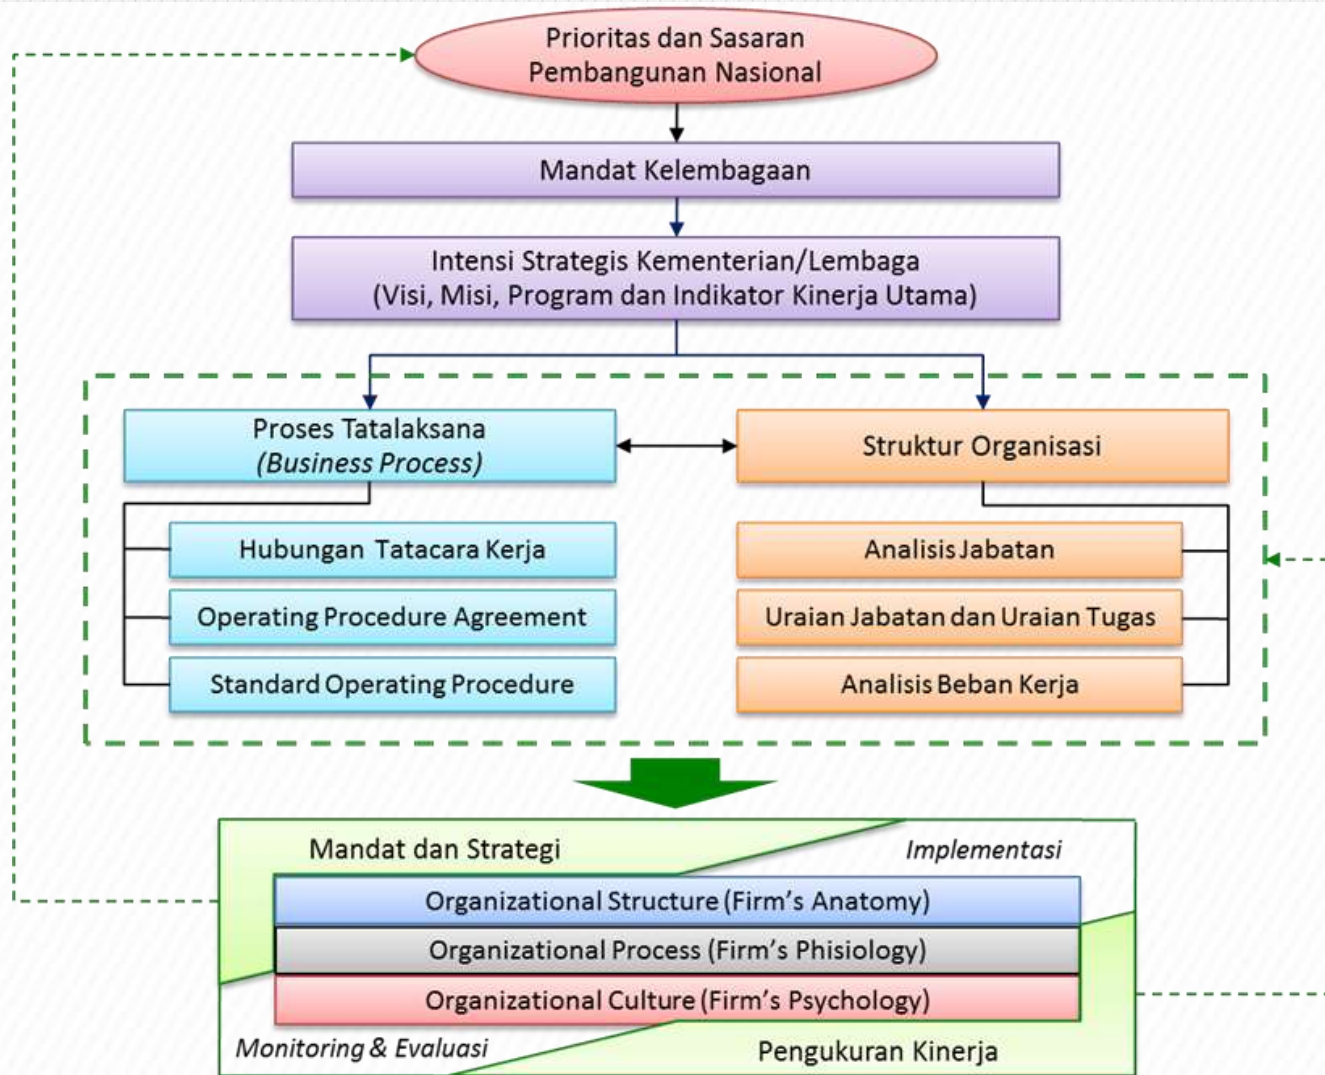 Prioritas dan Sasaran
Pembangunan Nasional
Mandat Kelembagaan
Intensi Strategis Kementerian/Lembaga
(Visi, Misi, Program dan Indikator Kinerja Utama)
Proses Tatalaksana
(Business Process)
Hubungan Tatacara Kerja
Operating Procedure Agreement
Standard Operating Procedure
Struktur Organisasi
Analisis Jabatan
Uraian Jabatan dan Uraian Tugas
Analisis Beban Kerja
Mandat dan Strategi
Implementasi
Organizational Structure (Firm's Anatomy)
Organizational Process (Firm's Phisiology)
Organizational Culture (Firm's Psychology)
Monitoring & Evaluasi
Pengukuran Kinerja